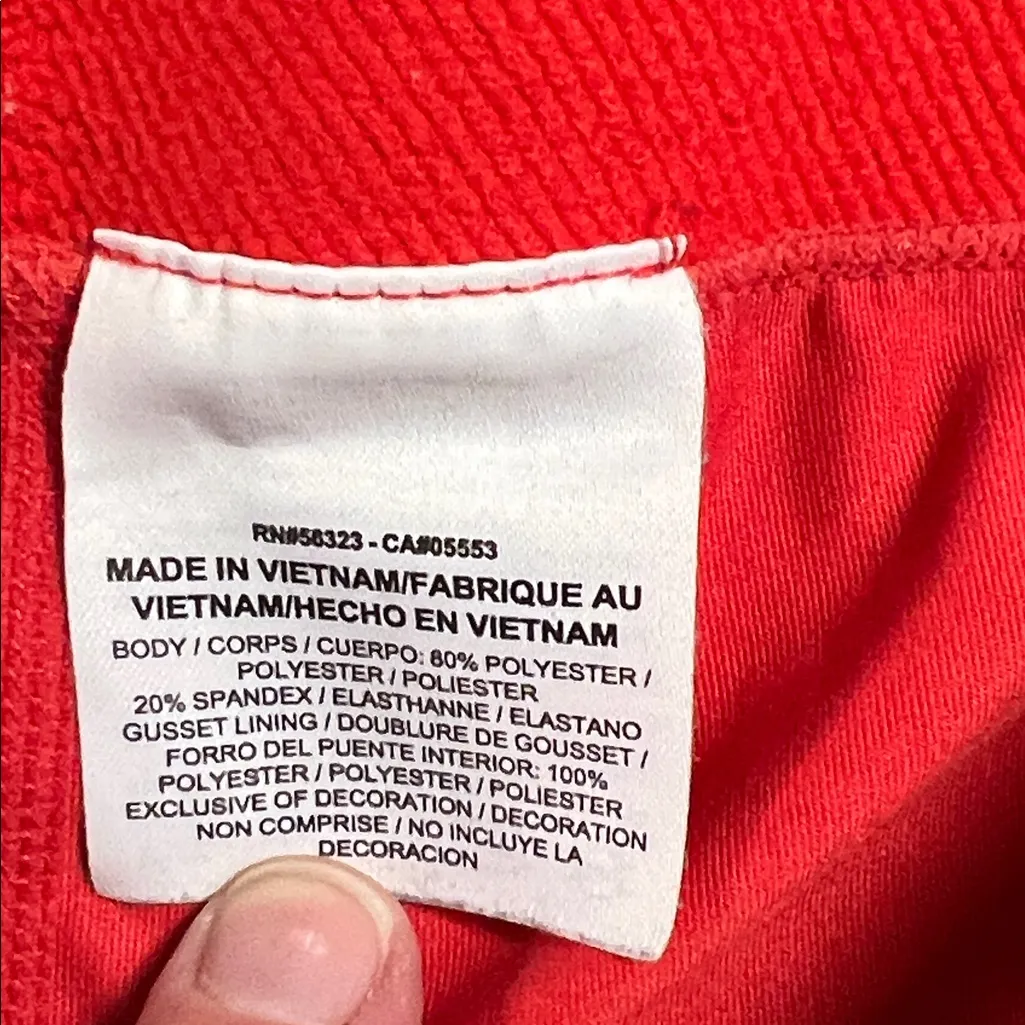 RN#56323 - CA#05553
MADE IN VIETNAM/FABRIQUE AU
VIETNAM/HECHO EN VIETNAM
BODY / CORPS / CUERPO: 80% POLYESTER /
POLYESTER / POLIESTER
20% SPANDEX / ELASTHANNE / ELASTANO
GUSSET LINING / DOUBLURE DE GOUSSET /
FORRO DEL PUENTE INTERIOR: 100%
POLYESTER / POLYESTER / POLIESTER
EXCLUSIVE OF DECORATION / DECORATION
NON COMPRISE / NO INCLUYE LA
DECORACION